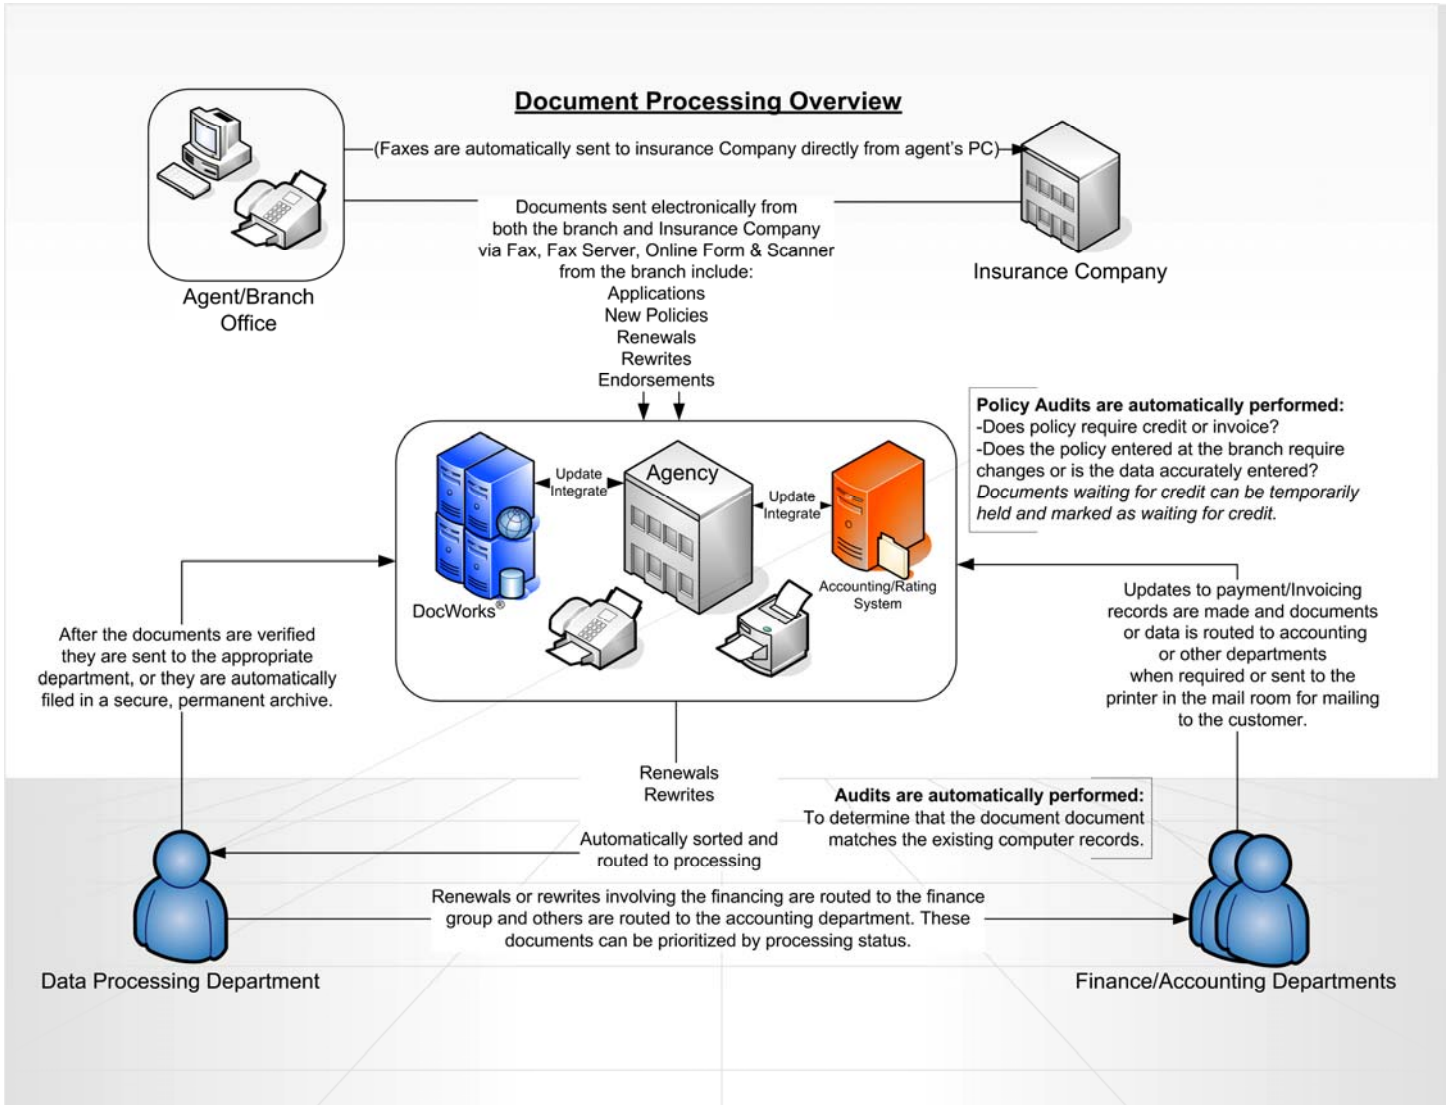 Document Processing Overview
(Faxes are automatically sent to insurance Company directly from agent's PC)
Documents sent electronically from
both the branch and Insurance Company
via Fax, Fax Server, Online Form & Scanner
from the branch include:
Applications
New Policies
Renewals
Rewrites
Endorsements
Agent/Branch
Office
Insurance Company
Policy Audits are automatically performed:
-Does policy require credit or invoice?
-Does the policy entered at the branch require
changes or is the data accurately entered?
Documents waiting for credit can be temporarily
held and marked as waiting for credit.
Update
Integrate
Agency
Update
Integrate
DocWorks®
Accounting/Rating
System
After the documents are verified
they are sent to the appropriate
department, or they are automatically
filed in a secure, permanent archive.
Updates to payment/Invoicing
records are made and documents
or data is routed to accounting
or other departments
when required or sent to the
printer in the mail room for mailing
to the customer.
Renewals
Rewrites
Automatically sorted and
routed to processing
Audits are automatically performed:
To determine that the document document
matches the existing computer records.
Renewals or rewrites involving the financing are routed to the finance
group and others are routed to the accounting department. These
documents can be prioritized by processing status.
Data Processing Department
Finance/Accounting Departments